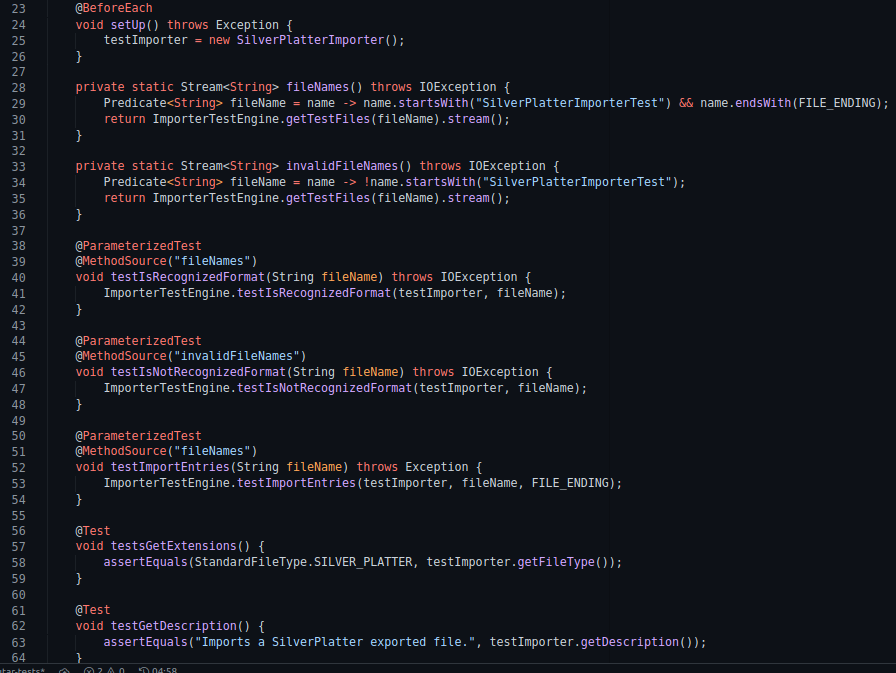 23 @BeforeEach
24 void setUp() throws Exception {
25 testImporter = new SilverPlatterImporter();
26 }
27
28 private static Stream<String> fileNames() throws IOException {
29 Predicate<String> fileName = name -> name.startsWith("SilverPlatterImporterTest") && name.endsWith(FILE_ENDING);
30 return ImporterTestEngine.getTestFiles(fileName).stream();
31 }
32
33 private static Stream<String> invalidFileNames() throws IOException {
34 Predicate<String> fileName = name -> !name.startsWith("SilverPlatterImporterTest");
35 return ImporterTestEngine.getTestFiles(fileName).stream();
36 }
37
38 @ParameterizedTest
39 @MethodSource("fileNames")
40 void testIsRecognizedFormat(String fileName) throws IOException {
41 ImporterTestEngine.testIsRecognizedFormat(testImporter, fileName);
42 }
43
44 @ParameterizedTest
45 @MethodSource("invalidFileNames")
46 void testIsNotRecognizedFormat(String fileName) throws IOException {
47 ImporterTestEngine.testIsNotRecognizedFormat(testImporter, fileName);
48 }
49
50 @ParameterizedTest
51 @MethodSource("fileNames")
52 void testImportEntries(String fileName) throws Exception {
53 ImporterTestEngine.testImportEntries(testImporter, fileName, FILE_ENDING);
54 }
55
56 @Test
57 void testsGetExtensions() {
58 assertEquals(StandardFileType.SILVER_PLATTER, testImporter.getFileType());
59 }
60
61 @Test
62 void testGetDescription() {
63 assertEquals("Imports a SilverPlatter exported file.", testImporter.getDescription());
64 }
tar-tests* 2 0 04:58